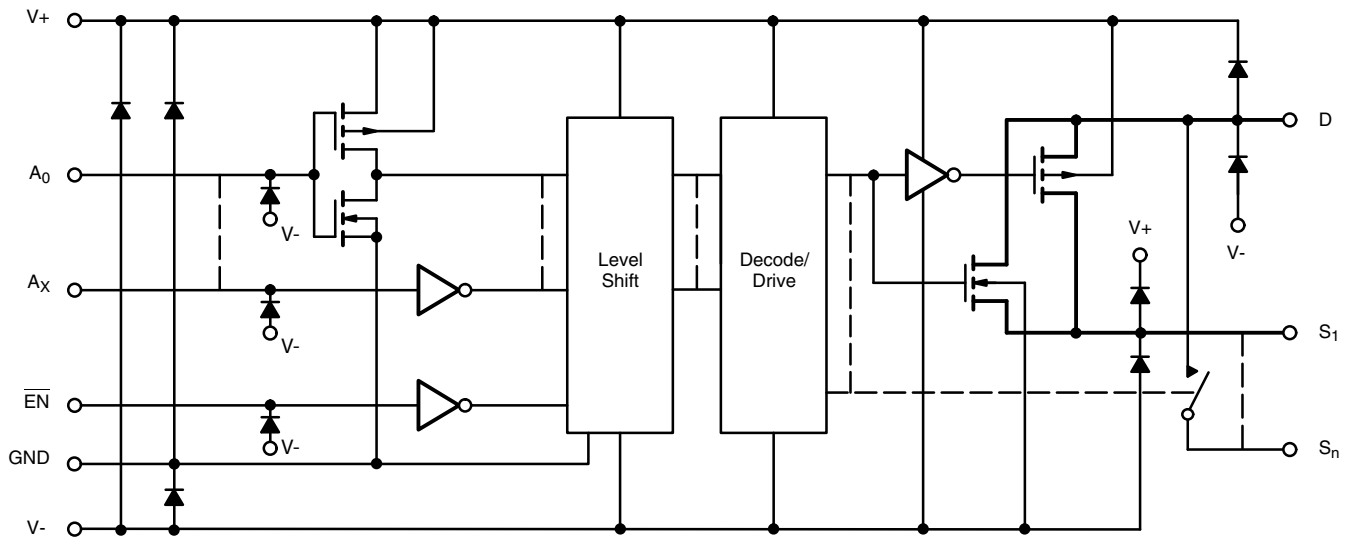 V+
D
A0
V-
V+
V-
Level
Shift
Decode/
Drive
AX
V-
S1
EN
V-
GND
Sn
V-